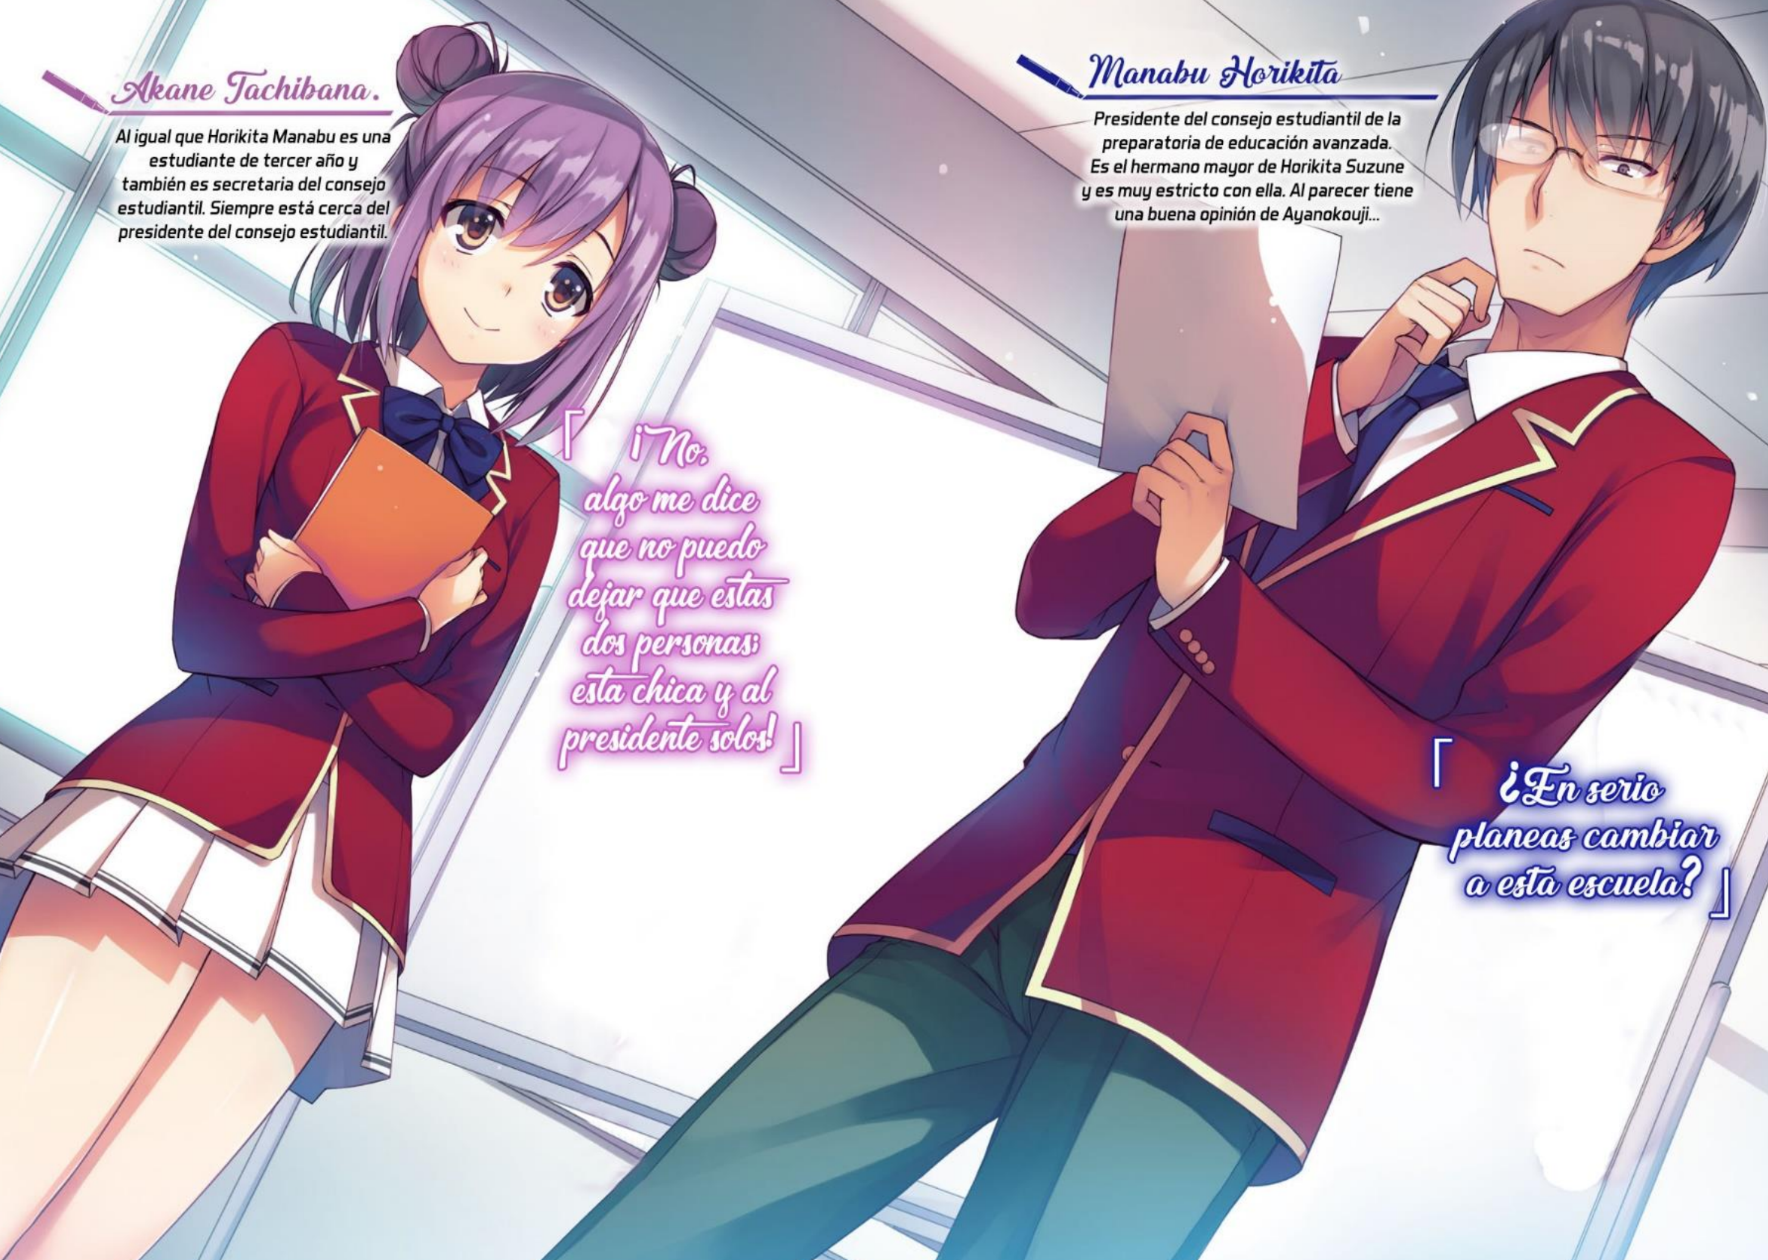 Akane Tachibana.
Al igual que Horikita Manabu es una
estudiante de tercer año y
también es secretaria del consejo
estudiantil. Siempre está cerca del
presidente del consejo estudiantil.
「 ¡No,
algo me dice
que no puedo
dejar que estas
dos personas;
esta chica y al
presidente solos! 」
Manabu Horikita
Presidente del consejo estudiantil de la
preparatoria de educación avanzada.
Es el hermano mayor de Horikita Suzune
y es muy estricto con ella. Al parecer tiene
una buena opinión de Ayanokouji...
「 ¿En serio
planeas cambiar
a esta escuela? 」